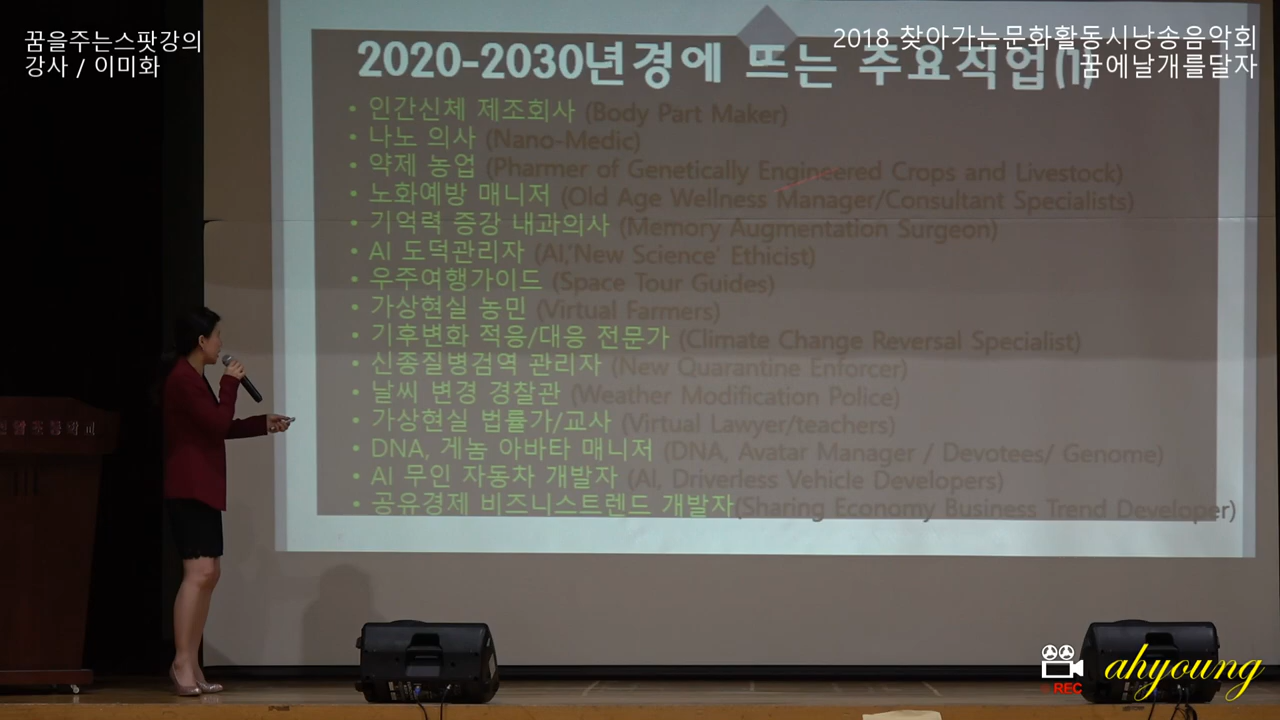 꿈을주는스팟강의
강사 / 이미화
2018 찾아가는문화활동시낭송음악회
꿈에날개를달자
2020-2030년경에 뜨는 주요직업(1)
• 인간신체 제조회사 (Body Part Maker)
• 나노 의사 (Nano-Medic)
• 약제 농업 (Pharmer of Genetically Engineered Crops and Livestock)
• 노화예방 매니저 (Old Age Wellness Manager/Consultant Specialists)
• 기억력 증강 내과의사 (Memory Augmentation Surgeon)
• AI 도덕관리자 (AI,'New Science' Ethicist)
• 우주여행가이드 (Space Tour Guides)
• 가상현실 농민 (Virtual Farmers)
• 기후변화 적응/대응 전문가 (Climate Change Reversal Specialist)
• 신종질병검역 관리자 (New Quarantine Enforcer)
• 날씨 변경 경찰관 (Weather Modification Police)
• 가상현실 법률가/교사 (Virtual Lawyer/teachers)
• DNA, 게놈 아바타 매니저 (DNA, Avatar Manager / Devotees/ Genome)
• AI 무인 자동차 개발자 (AI, Driverless Vehicle Developers)
• 공유경제 비즈니스트렌드 개발자(Sharing Economy Business Trend Developer)
REC
ahyoung